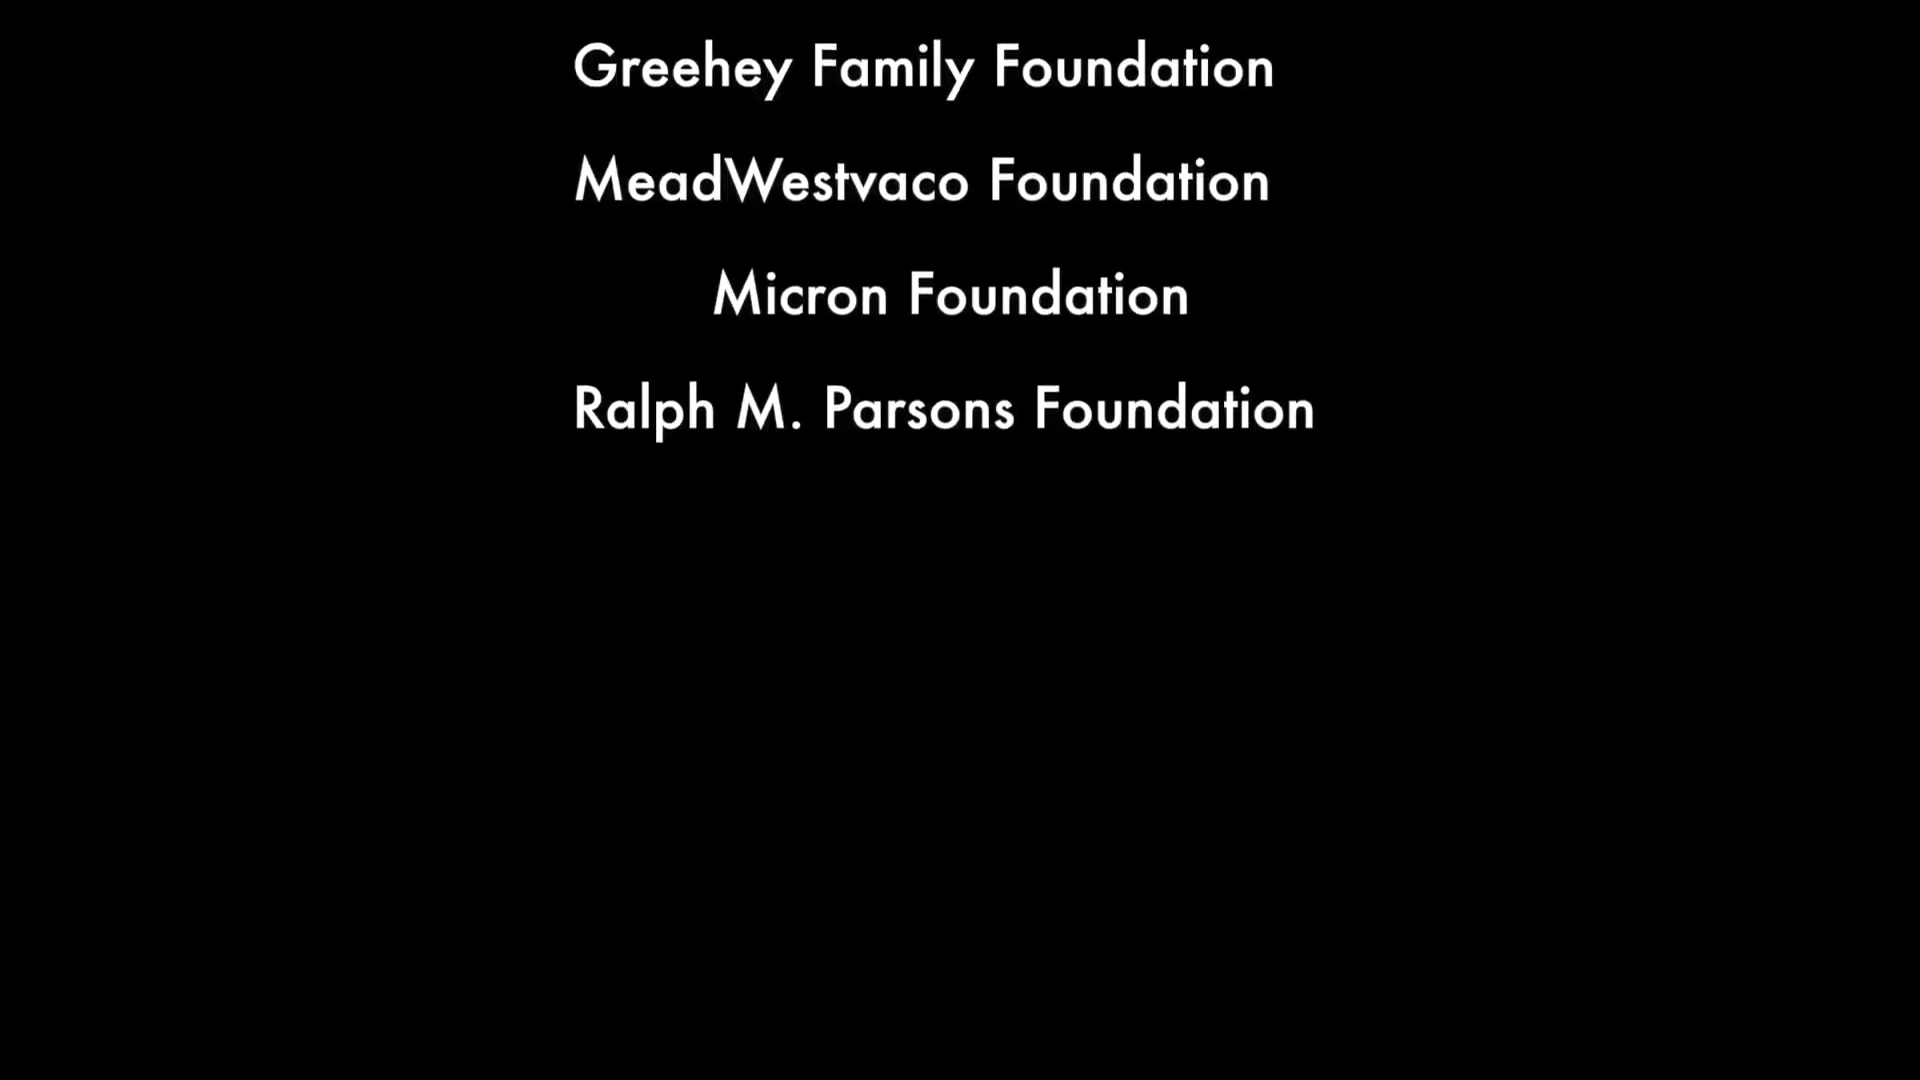 Greehey Family Foundation
MeadWestvaco Foundation
Micron Foundation
Ralph M. Parsons Foundation